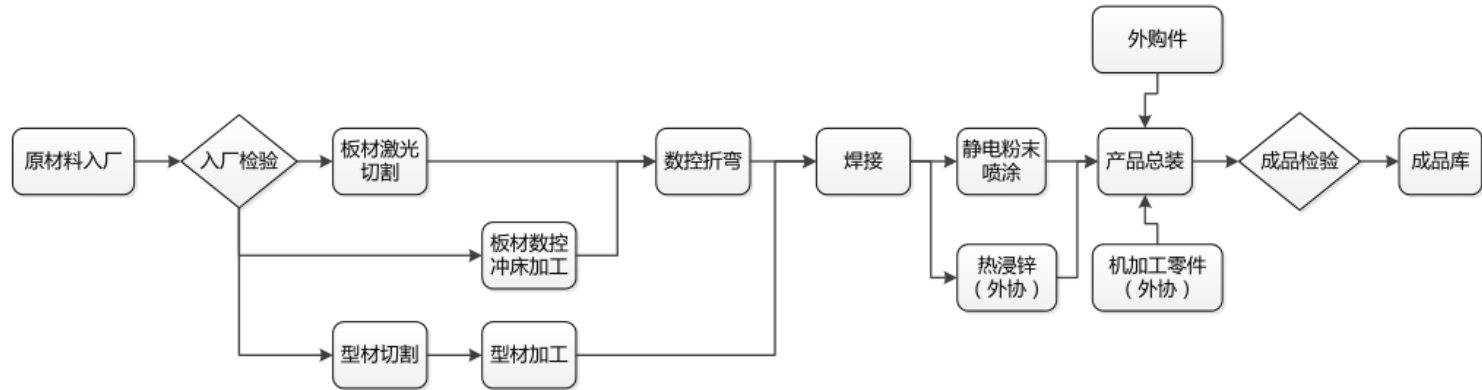 外购件
原材料入厂
入厂检验
板材激光
切割
数控折弯
焊接
静电粉末
喷涂
产品总装
成品检验
成品库
板材数控
冲床加工
热浸锌
（外协）
机加工零件
（外协）
型材切割
型材加工